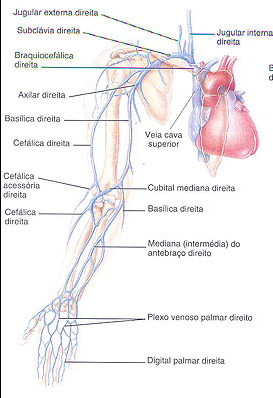 Jugular externa direita
Subclávia direita
Jugular interna
direita
Braquiocefálica
direita
Axilar direita
Basílica direita
Veia cava
superior
Cefálica direita
Cefálica
acessória
direita
Cubital mediana direita
Cefálica
direita
Basílica direita
Mediana (intermédia) do
antebraço direito
Plexo venoso palmar direito
Digital palmar direita